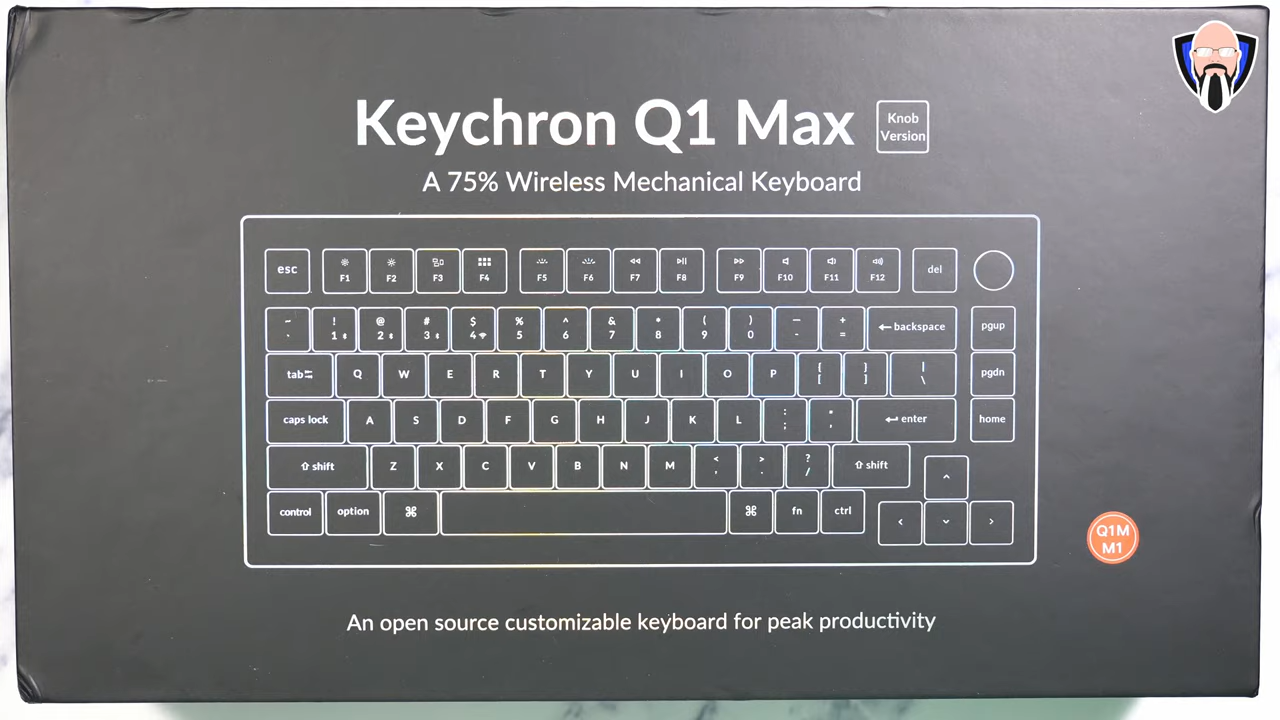 Keychron Q1 Max
Knob
Version
A 75% Wireless Mechanical Keyboard
esc F1 F2 F3 F4 F5 F6 F7 F8 F9 F10 F11 F12 del
~ ! @ # $ % ^ & * ( ) — +
` 1 2 3 4 5 6 7 8 9 0 - = ← backspace pgup
tab Q W E R T Y U I O P { } | pgdn
[ ] \
caps lock A S D F G H J K L : " enter home
; '
⇧ shift Z X C V B N M < > ? ⇧ shift ^
, . /
control option ⌘ ⌘ fn ctrl < ⌄ >
Q1M
M1
An open source customizable keyboard for peak productivity